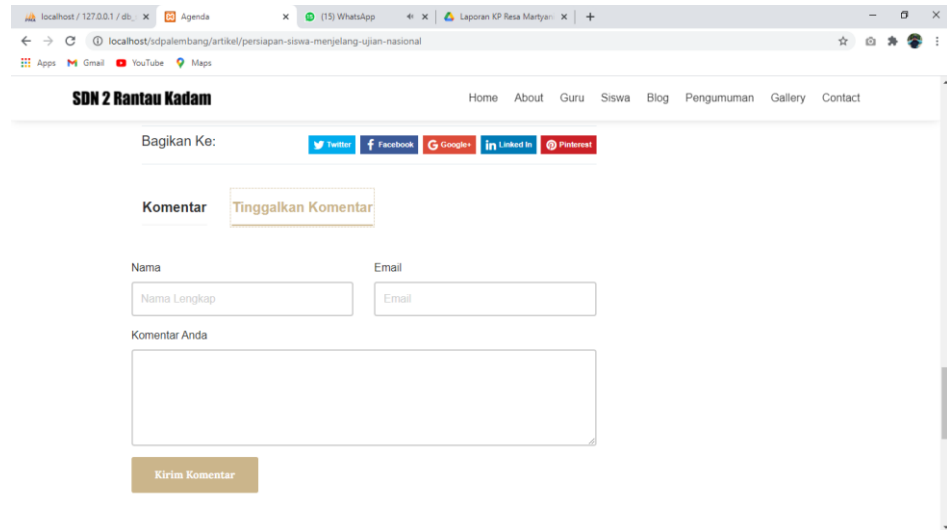 localhost / 127.0.0.1 / db_
Agenda
(15) WhatsApp
Laporan KP Resa Martyan
localhost/sdpalembang/artikel/persiapan-siswa-menjelang-ujian-nasional
Apps Gmail YouTube Maps
SDN 2 Rantau Kadam
Home About Guru Siswa Blog Pengumuman Gallery Contact
Bagikan Ke:
Twitter Facebook Google+ Linked In Pinterest
Komentar Tinggalkan Komentar
Nama Email
Nama Lengkap Email
Komentar Anda
Kirim Komentar